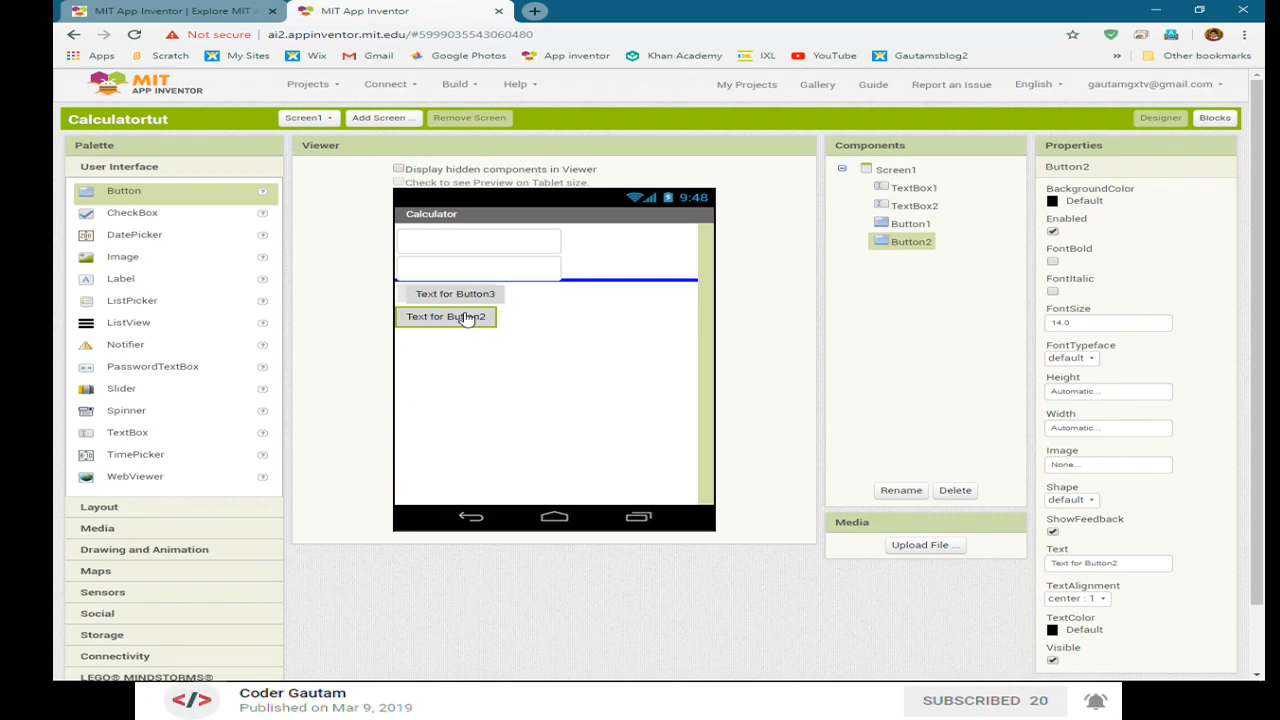 MIT App Inventor | Explore MIT A
MIT App Inventor
Not secure | ai2.appinventor.mit.edu/#5999035543060480
Apps Scratch My Sites Wix Gmail Google Photos App inventor Khan Academy IXL YouTube Gautamsblog2 » Other bookmarks
MIT
APP INVENTOR
Projects Connect Build Help My Projects Gallery Guide Report an Issue English gautamgxtv@gmail.com
Calculatortut Screen1 Add Screen ... Remove Screen Designer Blocks
Palette
User Interface
Button
CheckBox
DatePicker
Image
Label
ListPicker
ListView
Notifier
PasswordTextBox
Slider
Spinner
TextBox
TimePicker
WebViewer
Layout
Media
Drawing and Animation
Maps
Sensors
Social
Storage
Connectivity
LEGO® MINDSTORMS®
Viewer
Display hidden components in Viewer
Check to see Preview on Tablet size.
9:48
Calculator
Text for Button3
Text for Button2
Components
Screen1
TextBox1
TextBox2
Button1
Button2
Rename Delete
Media
Upload File ...
Properties
Button2
BackgroundColor
Default
Enabled
FontBold
FontItalic
FontSize
14.0
FontTypeface
default
Height
Automatic...
Width
Automatic...
Image
None...
Shape
default
ShowFeedback
Text
Text for Button2
TextAlignment
center : 1
TextColor
Default
Visible
</> Coder Gautam
Published on Mar 9, 2019
SUBSCRIBED 20